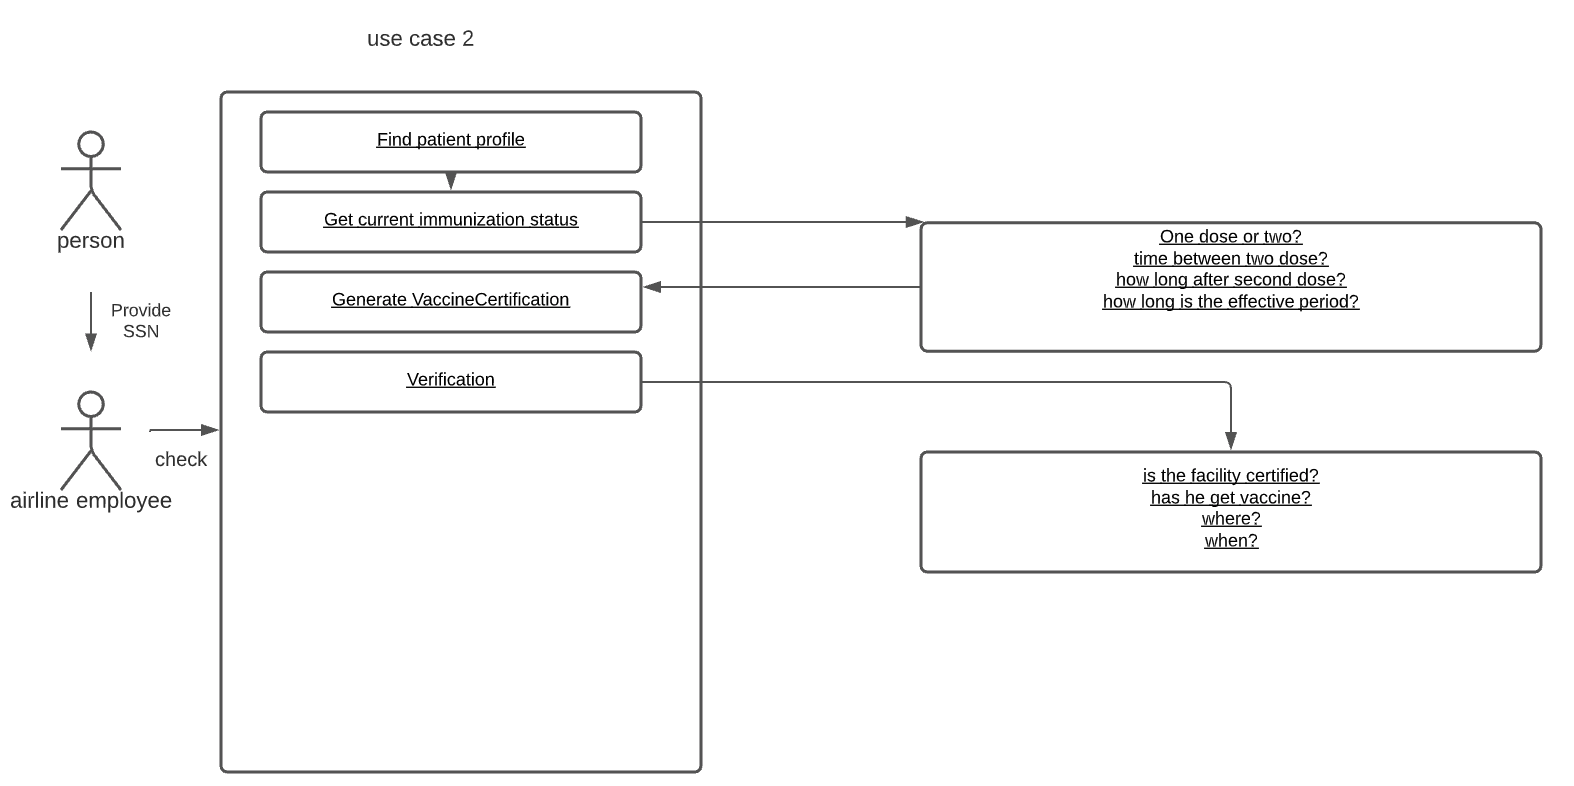 use case 2
Find patient profile
Get current immunization status
Generate VaccineCertification
Verification
person
Provide
SSN
airline employee
check
One dose or two?
time between two dose?
how long after second dose?
how long is the effective period?
is the facility certified?
has he get vaccine?
where?
when?